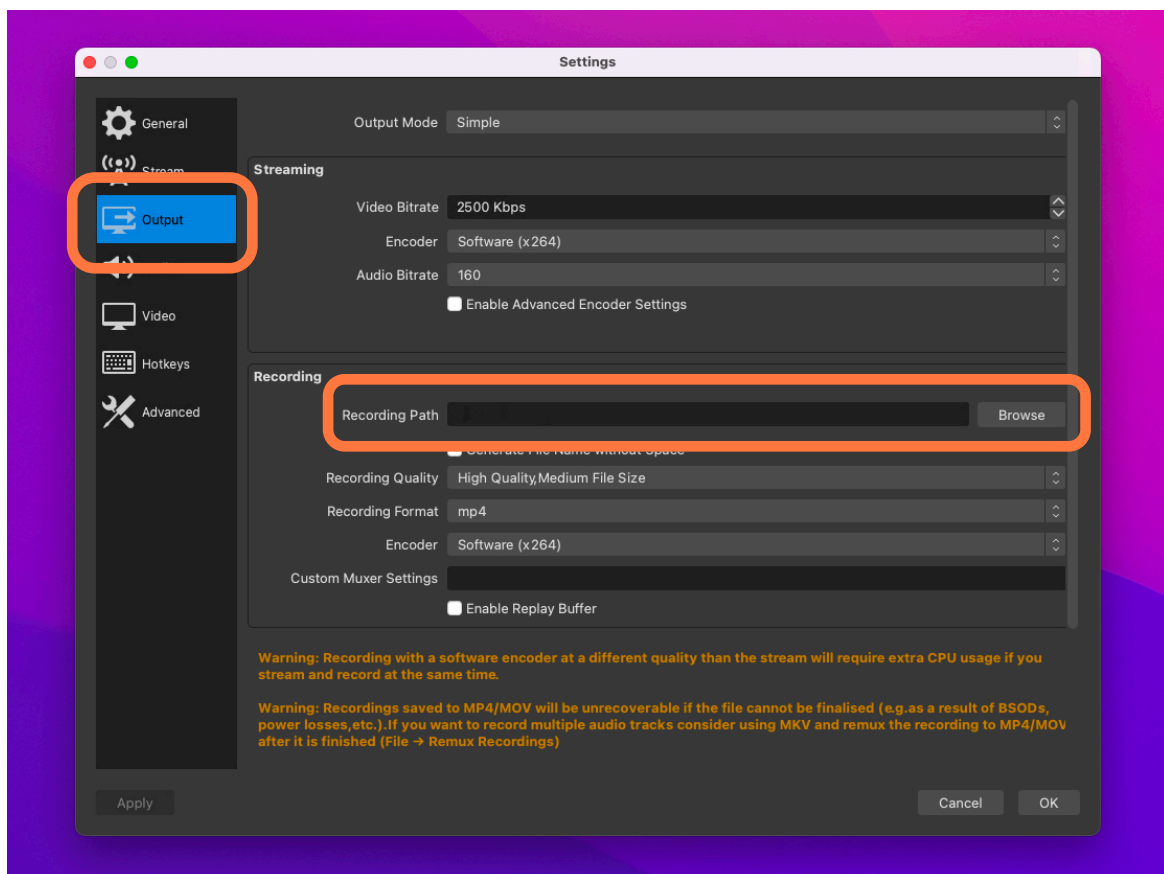 Settings
General
Stream
Output
Video
Hotkeys
Advanced
Output Mode Simple
Streaming
Video Bitrate 2500 Kbps
Encoder Software (x264)
Audio Bitrate 160
Enable Advanced Encoder Settings
Recording
Recording Path Browse
Generate File Name without Space
Recording Quality High Quality,Medium File Size
Recording Format mp4
Encoder Software (x264)
Custom Muxer Settings
Enable Replay Buffer
Warning: Recording with a software encoder at a different quality than the stream will require extra CPU usage if you
stream and record at the same time.
Warning: Recordings saved to MP4/MOV will be unrecoverable if the file cannot be finalised (e.g.as a result of BSODs,
power losses,etc.).If you want to record multiple audio tracks consider using MKV and remux the recording to MP4/MOV
after it is finished (File → Remux Recordings)
Apply Cancel OK